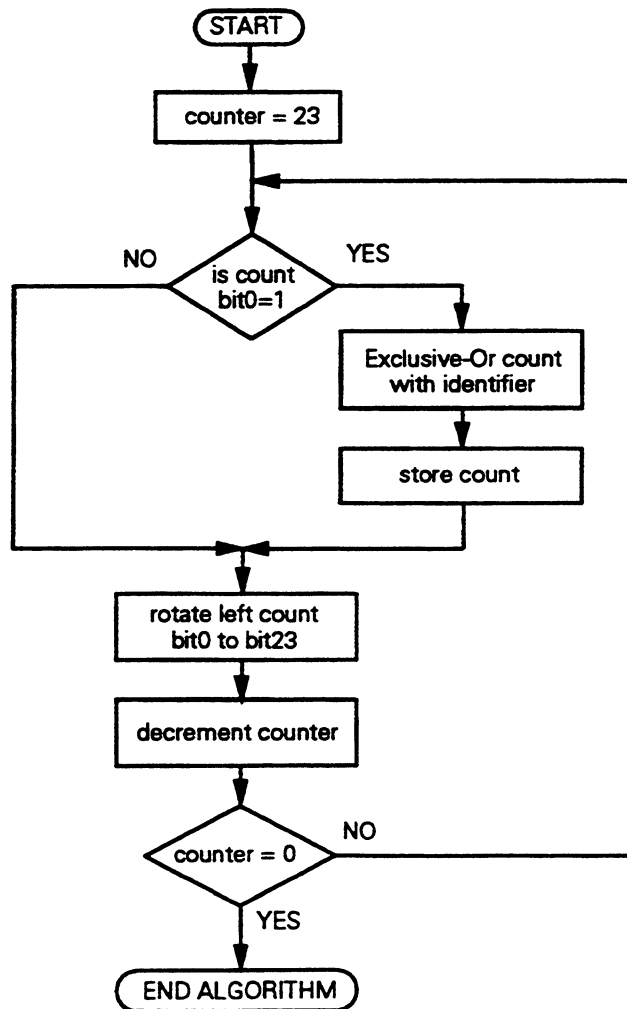 START
counter = 23
NO
YES
is count
bit0=1
Exclusive-Or count
with identifier
store count
rotate left count
bit0 to bit23
decrement counter
counter = 0
NO
YES
END ALGORITHM